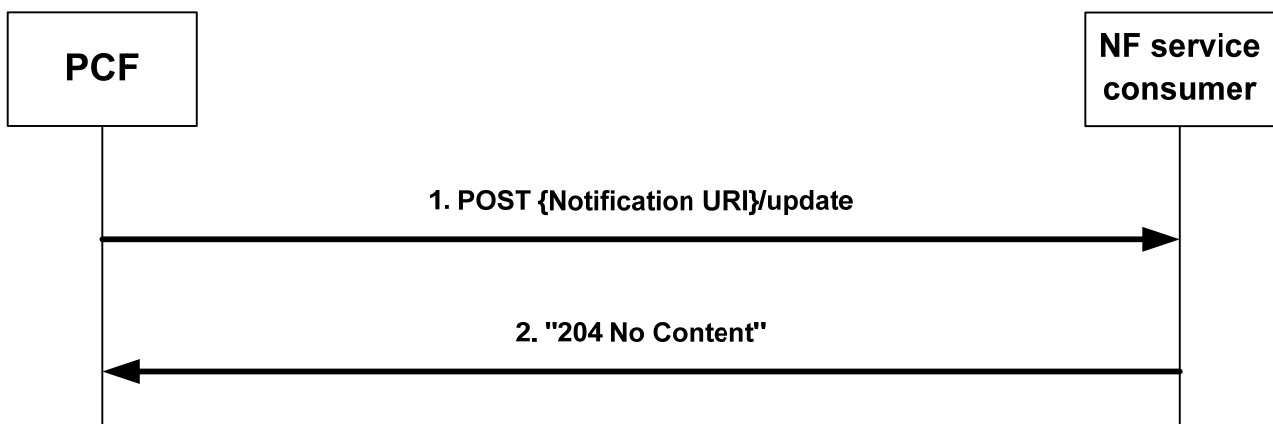 PCF
NF service
consumer
1. POST {Notification URI}/update
2. "204 No Content"